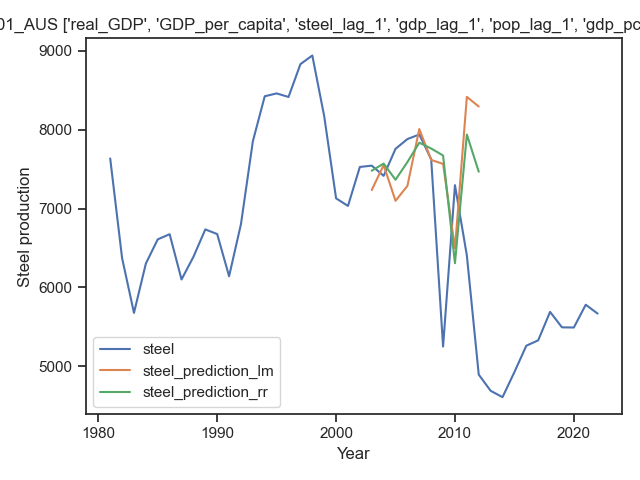 01_AUS ['real_GDP', 'GDP_per_capita', 'steel_lag_1', 'gdp_lag_1', 'pop_lag_1', 'gdp_pc
9000
8000
7000
6000
5000
Steel production
steel
steel_prediction_lm
steel_prediction_rr
1980
1990
2000
2010
2020
Year